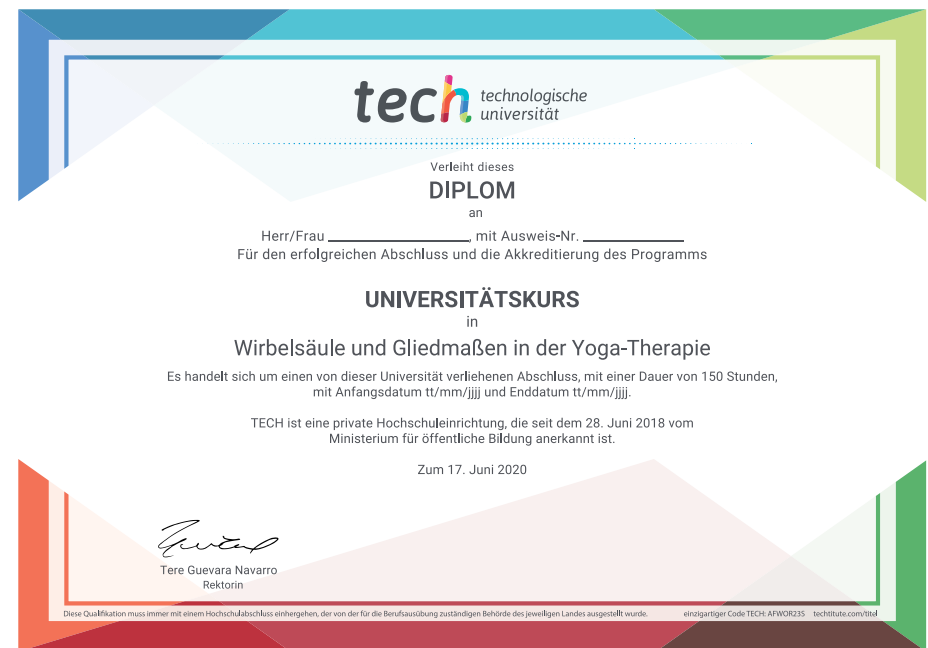 tech technologische
universität
Verleiht dieses
DIPLOM
an
Herr/Frau ____________________, mit Ausweis-Nr. ______________
Für den erfolgreichen Abschluss und die Akkreditierung des Programms
UNIVERSITÄTSKURS
in
Wirbelsäule und Gliedmaßen in der Yoga-Therapie
Es handelt sich um einen von dieser Universität verliehenen Abschluss, mit einer Dauer von 150 Stunden,
mit Anfangsdatum tt/mm/jjjj und Enddatum tt/mm/jjjj.
TECH ist eine private Hochschuleinrichtung, die seit dem 28. Juni 2018 vom
Ministerium für öffentliche Bildung anerkannt ist.
Zum 17. Juni 2020
Tere Guevara Navarro
Rektorin
Diese Qualifikation muss immer mit einem Hochschulabschluss einhergehen, der von der für die Berufsausübung zuständigen Behörde des jeweiligen Landes ausgestellt wurde. einzigartiger Code TECH: AFWOR23S techtitute.com/titel